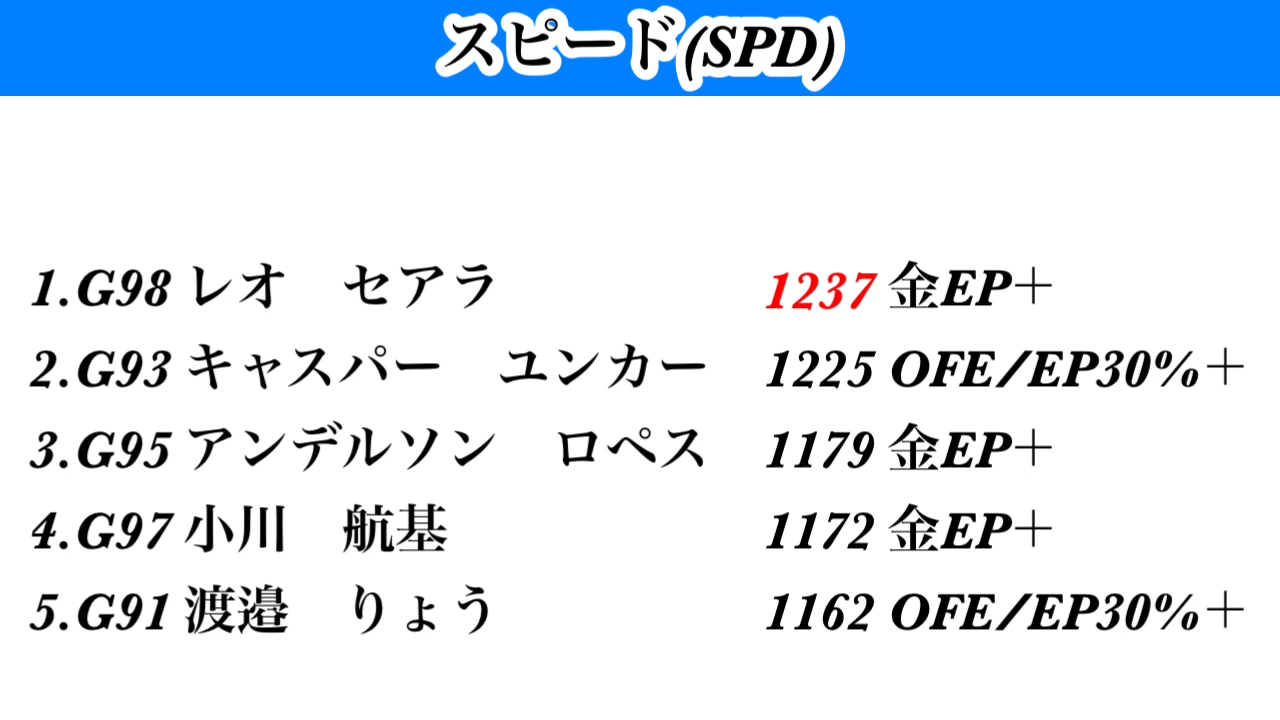 スピード(SPD)
1.G98 レオ　セアラ 1237 金EP＋
2.G93 キャスパー　ユンカー 1225 OFE/EP30%＋
3.G95 アンデルソン　ロペス 1179 金EP＋
4.G97 小川　航基 1172 金EP＋
5.G91 渡邉　りょう 1162 OFE/EP30%＋